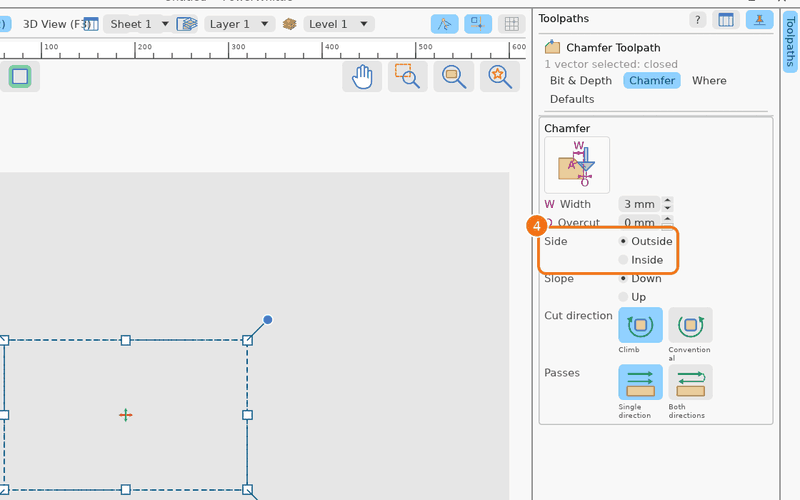 Toolpaths
?
Toolpaths
3D View (F3)
Sheet 1
Layer 1
Level 1
100
200
300
400
500
600
Chamfer Toolpath
1 vector selected: closed
Bit & Depth
Chamfer
Where
Defaults
Chamfer
W
A
O
W Width
3 mm
O Overcut
0 mm
4
Side
Outside
Inside
Slope
Down
Up
Cut direction
Climb
Convention
al
Passes
Single
direction
Both
directions